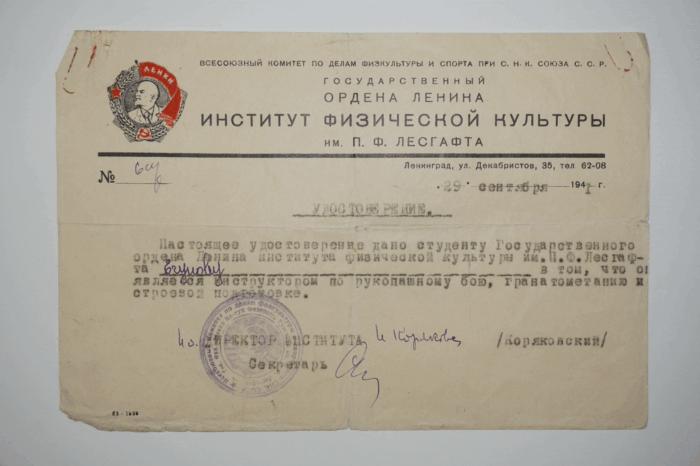 ВСЕСОЮЗНЫЙ КОМИТЕТ ПО ДЕЛАМ ФИЗКУЛЬТУРЫ И СПОРТА ПРИ С. Н. К. СОЮЗА С. С. Р.
ЛЕНИН
ГОСУДАРСТВЕННЫЙ
ОРДЕНА ЛЕНИНА
ИНСТИТУТ ФИЗИЧЕСКОЙ КУЛЬТУРЫ
им. П. Ф. ЛЕСГАФТА
Ленинград, ул. Декабристов, 35, тел 62-08
№
29 сентября 1941 г.
УДОСТОВЕРЕНИЕ.
Настоящее удостоверение дано студенту Государственного
ордена Ленина института физической культуры им.П.Ф.Лесгаф-
та в том, что он
является инструктором по рукопашному бою, гранатометанию и
строевой подготовке.
И.о. ДИРЕКТОР ИНСТИТУТА /Коряковский/
Секретарь